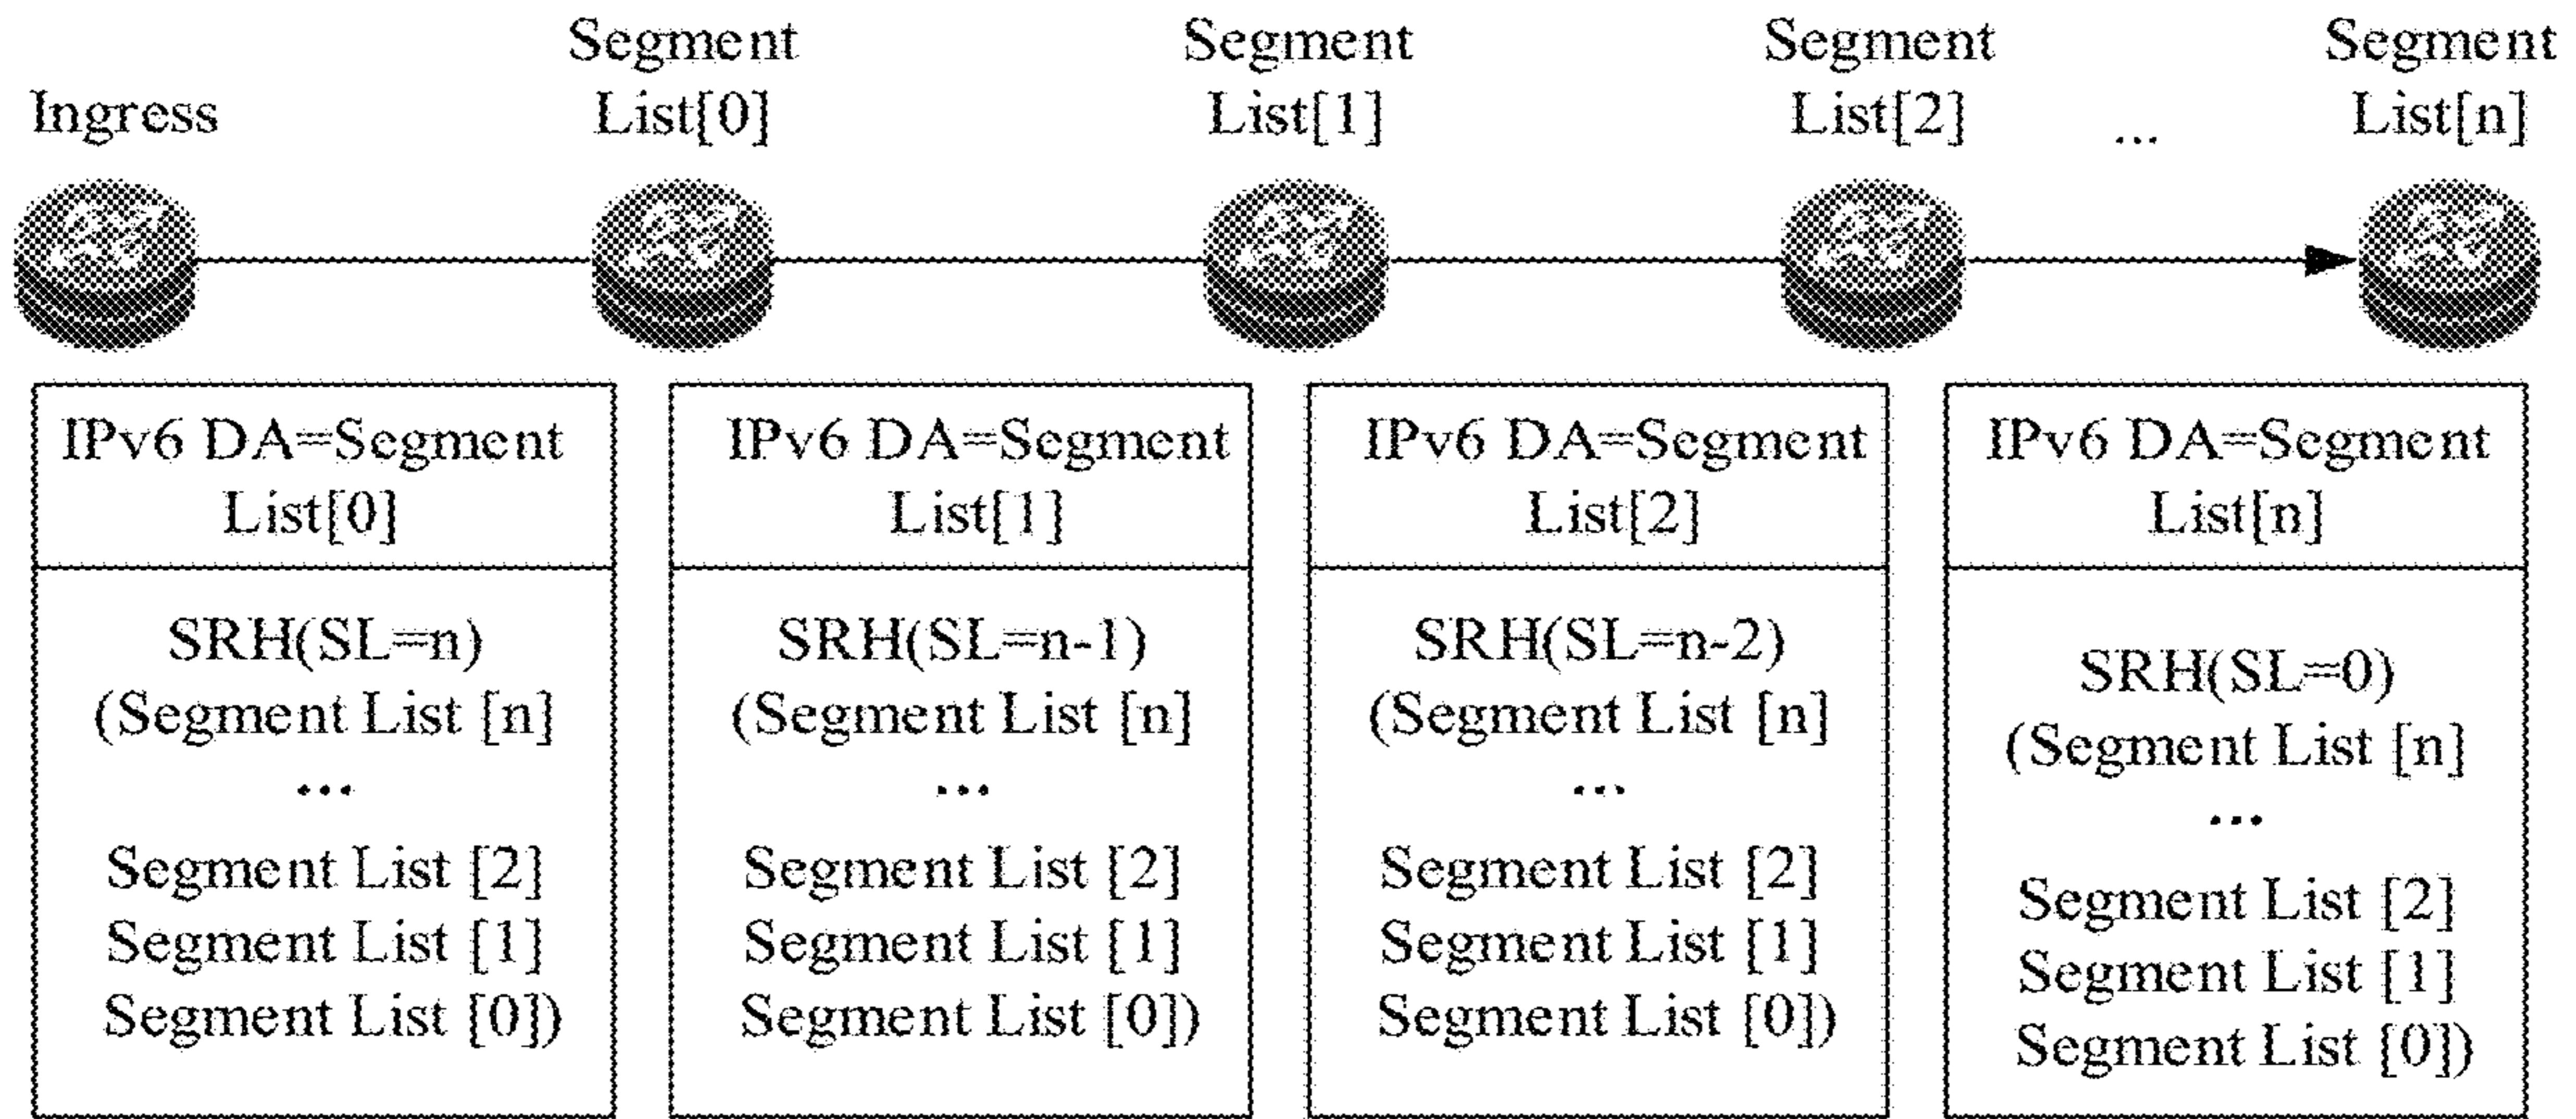 Ingress
Segment
List[0]
Segment
List[1]
Segment
List[2]
...
Segment
List[n]
IPv6 DA=Segment
List[0]
SRH(SL=n)
(Segment List [n]
...
Segment List [2]
Segment List [1]
Segment List [0])
IPv6 DA=Segment
List[1]
SRH(SL=n-1)
(Segment List [n]
...
Segment List [2]
Segment List [1]
Segment List [0])
IPv6 DA=Segment
List[2]
SRH(SL=n-2)
(Segment List [n]
...
Segment List [2]
Segment List [1]
Segment List [0])
IPv6 DA=Segment
List[n]
SRH(SL=0)
(Segment List [n]
...
Segment List [2]
Segment List [1]
Segment List [0])